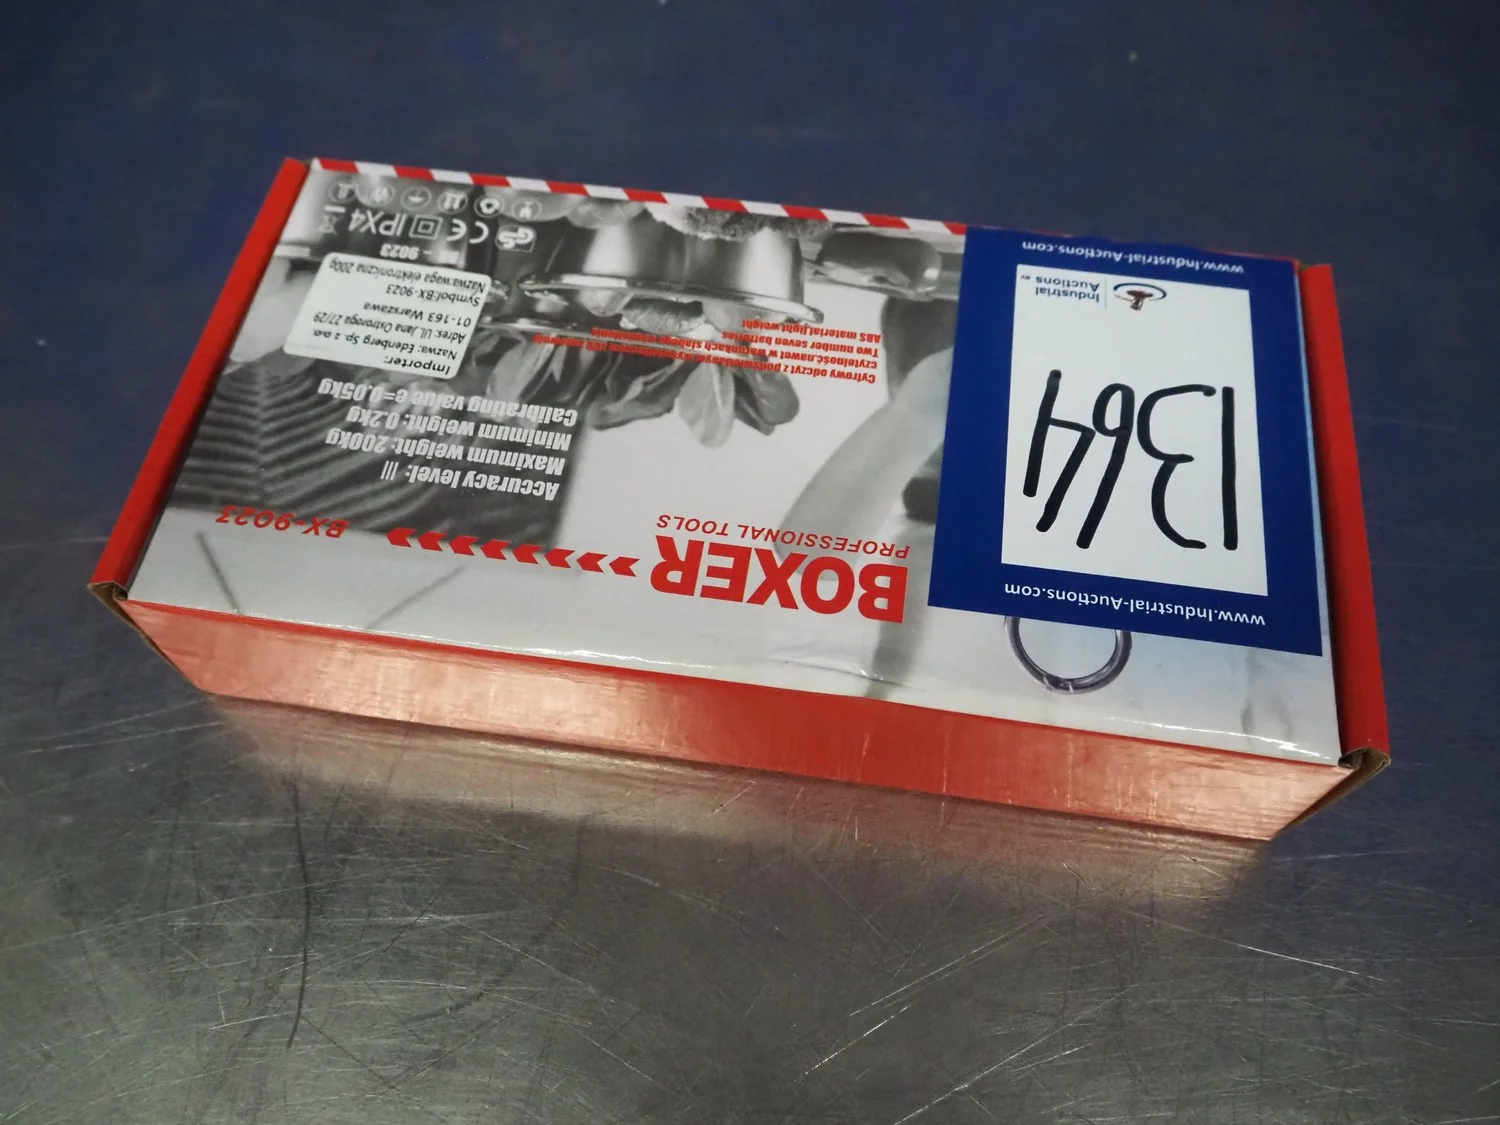 BOXER
PROFESSIONAL TOOLS
BX-9023
Accuracy level: III
Maximum weight: 200kg
Minimum weight: 0.2kg
Calibrating value e=0.05kg
Cyfrowy odczyt z podświetlanym wyświetlaczem
czytelność, nawet w warunkach słabego oświetlenia
Two number seven batteries
ABS material, light weight
Importer:
Nazwa: Edenberg Sp. z o.o.
Adres: Ul. Jana Ostroroga 27/29
01-163 Warszawa
Symbol:BX-9023
Nazwa:waga elektroniczna 200g
- 9023
GS CE IPX4
www.Industrial-Auctions.com
1364
Industrial
Auctions BV
www.Industrial-Auctions.com